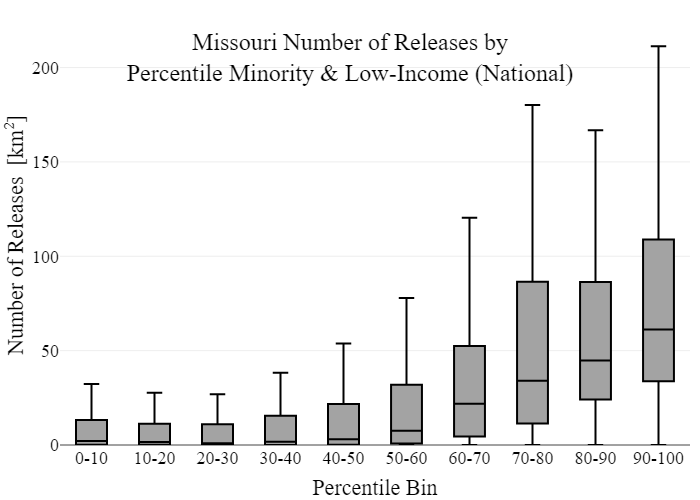 Missouri Number of Releases by
Percentile Minority & Low-Income (National)
Number of Releases [km²]
200
150
100
50
0
0-10 10-20 20-30 30-40 40-50 50-60 60-70 70-80 80-90 90-100
Percentile Bin